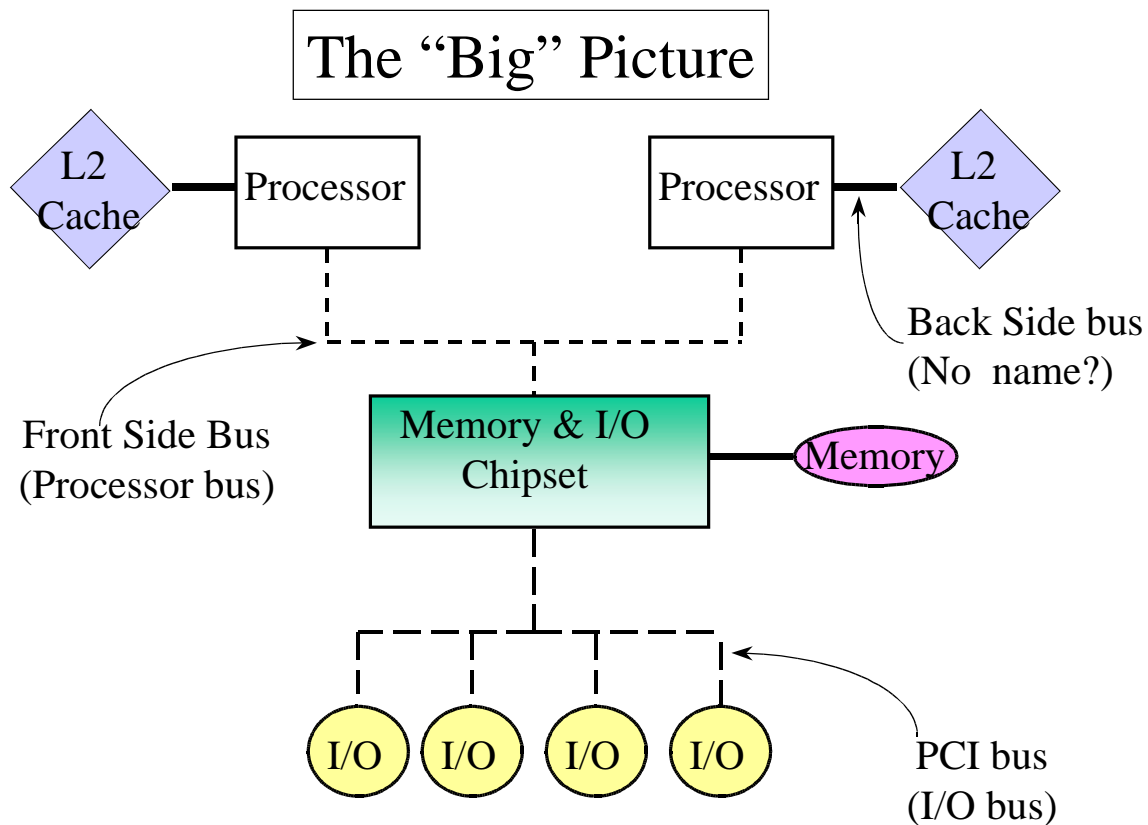 The “Big” Picture
L2
Cache
Processor
Processor
L2
Cache
Back Side bus
(No name?)
Front Side Bus
(Processor bus)
Memory & I/O
Chipset
Memory
I/O
I/O
I/O
I/O
PCI bus
(I/O bus)